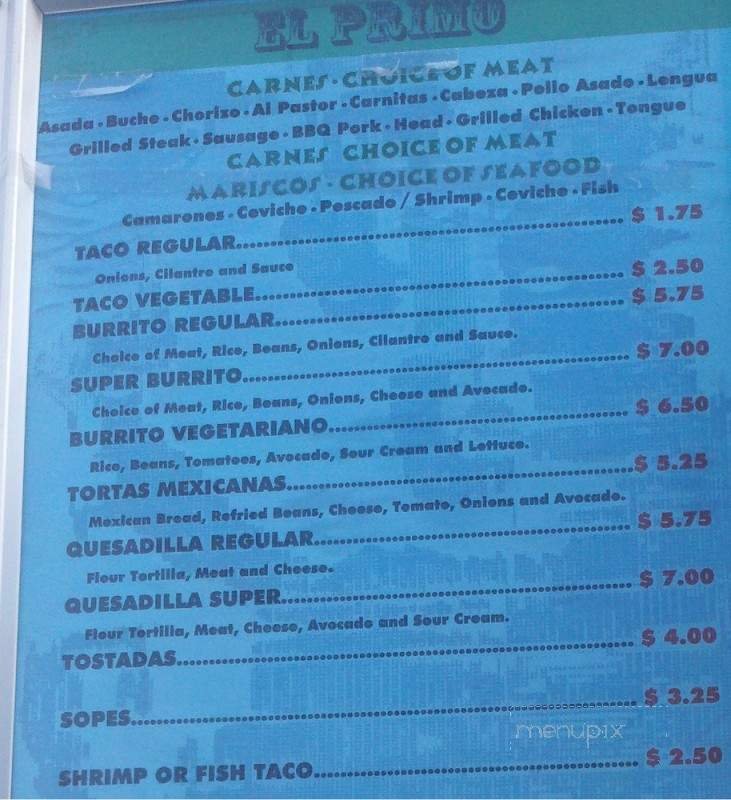 EL PRIMO
CARNES · CHOICE OF MEAT
Asada · Buche · Chorizo · Al Pastor · Carnitas · Cabeza · Pollo Asado · Lengua
Grilled Steak · Sausage · BBQ Pork · Head · Grilled Chicken · Tongue
CARNES CHOICE OF MEAT
MARISCOS · CHOICE OF SEAFOOD
Camarones · Coviche · Pescado / Shrimp · Coviche · Fish
TACO REGULAR........................................ $ 1.75
Onions, Cilantro and Sauce
TACO VEGETABLE........................................ $ 2.50
BURRITO REGULAR........................................ $ 5.75
Choice of Meat, Rice, Beans, Onions, Cilantro and Sauce.
SUPER BURRITO........................................ $ 7.00
Choice of Meat, Rice, Beans, Onions, Cheese and Avocado.
BURRITO VEGETARIANO........................................ $ 6.50
Rice, Beans, Tomatoes, Avocado, Sour Cream and Lettuce.
TORTAS MEXICANAS........................................ $ 5.25
Mexican Bread, Refried Beans, Cheese, Tomato, Onions and Avocado.
QUESADILLA REGULAR........................................ $ 5.75
Flour Tortilla, Meat and Cheese.
QUESADILLA SUPER........................................ $ 7.00
Flour Tortilla, Meat, Cheese, Avocado and Sour Cream.
TOSTADAS........................................ $ 4.00
SOPES........................................ $ 3.25
menupix
SHRIMP OR FISH TACO........................................ $ 2.50